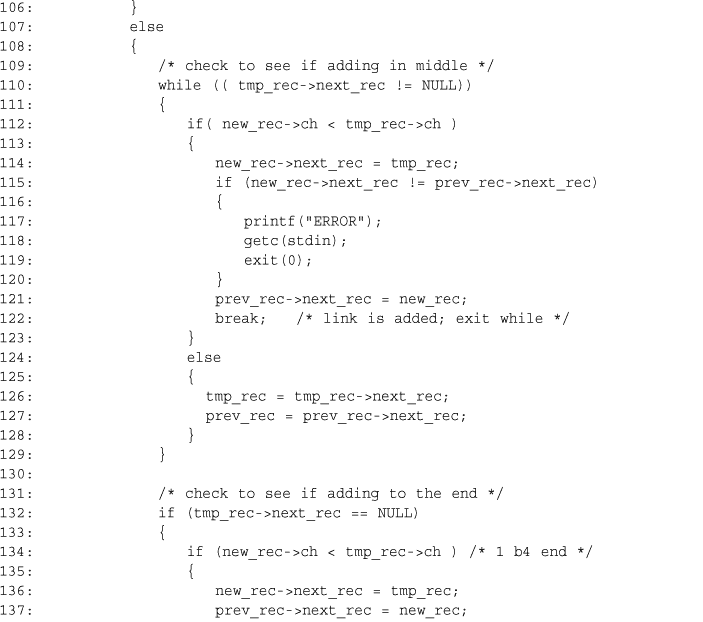 106:            }
107:            else
108:            {
109:               /* check to see if adding in middle */
110:               while (( tmp_rec->next_rec != NULL))
111:               {
112:                  if( new_rec->ch < tmp_rec->ch )
113:                  {
114:                     new_rec->next_rec = tmp_rec;
115:                     if (new_rec->next_rec != prev_rec->next_rec)
116:                     {
117:                        printf("ERROR");
118:                        getc(stdin);
119:                        exit(0);
120:                     }
121:                     prev_rec->next_rec = new_rec;
122:                     break;   /* link is added; exit while */
123:                  }
124:                  else
125:                  {
126:                    tmp_rec = tmp_rec->next_rec;
127:                    prev_rec = prev_rec->next_rec;
128:                  }
129:               }
130:
131:               /* check to see if adding to the end */
132:               if (tmp_rec->next_rec == NULL)
133:               {
134:                  if (new_rec->ch < tmp_rec->ch ) /* 1 b4 end */
135:                  {
136:                     new_rec->next_rec = tmp_rec;
137:                     prev_rec->next_rec = new_rec;